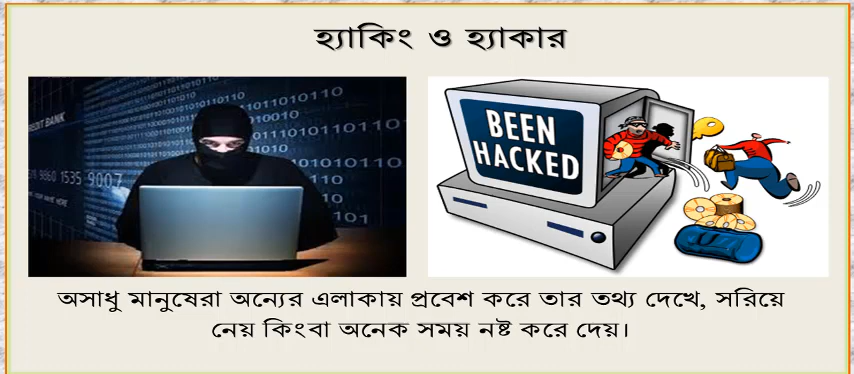 হ্যাকিং ও হ্যাকার
BEEN
HACKED
অসাধু মানুষেরা অন্যের এলাকায় প্রবেশ করে তার তথ্য দেখে, সরিয়ে
নেয় কিংবা অনেক সময় নষ্ট করে দেয়।